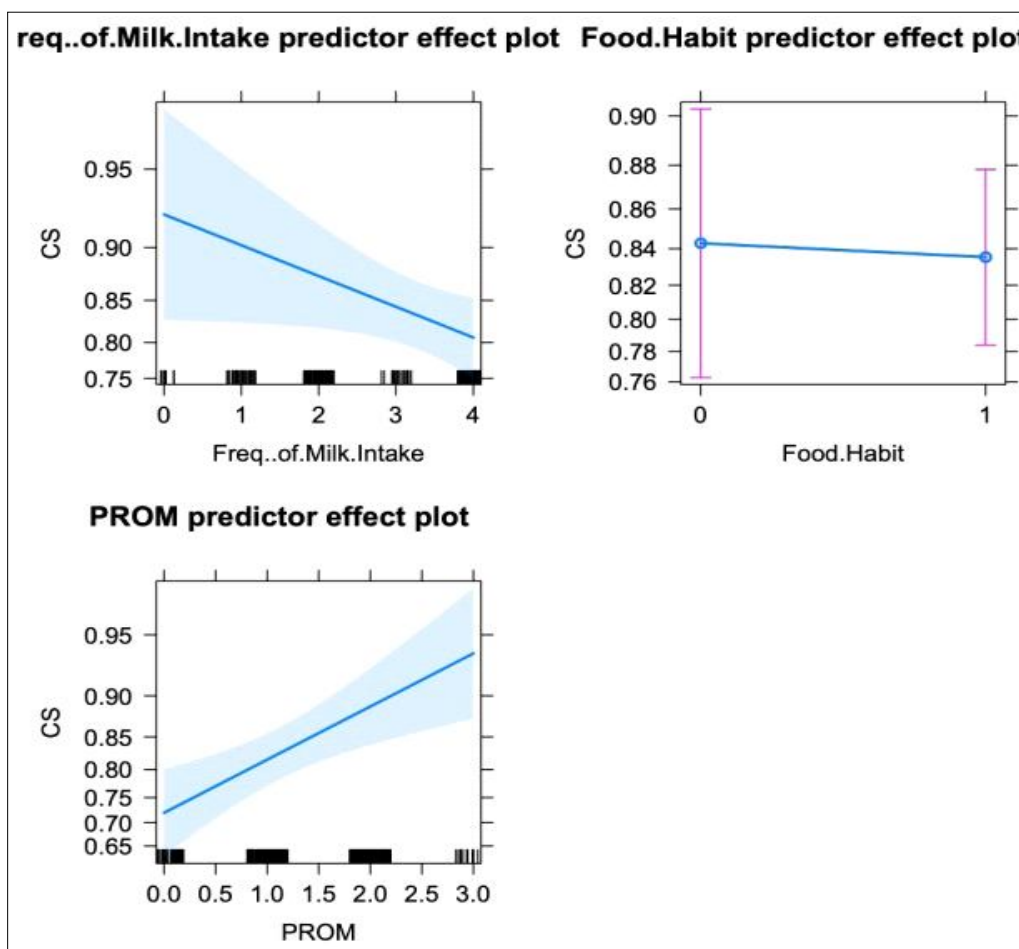 req..of.Milk.Intake predictor effect plot
0.95
0.90
0.85
0.80
0.75
CS
0 1 2 3 4
Freq..of.Milk.Intake
Food.Habit predictor effect plot
0.90
0.88
0.86
0.84
0.82
0.80
0.78
0.76
CS
0 1
Food.Habit
PROM predictor effect plot
0.95
0.90
0.85
0.80
0.75
0.70
0.65
CS
0.0 0.5 1.0 1.5 2.0 2.5 3.0
PROM